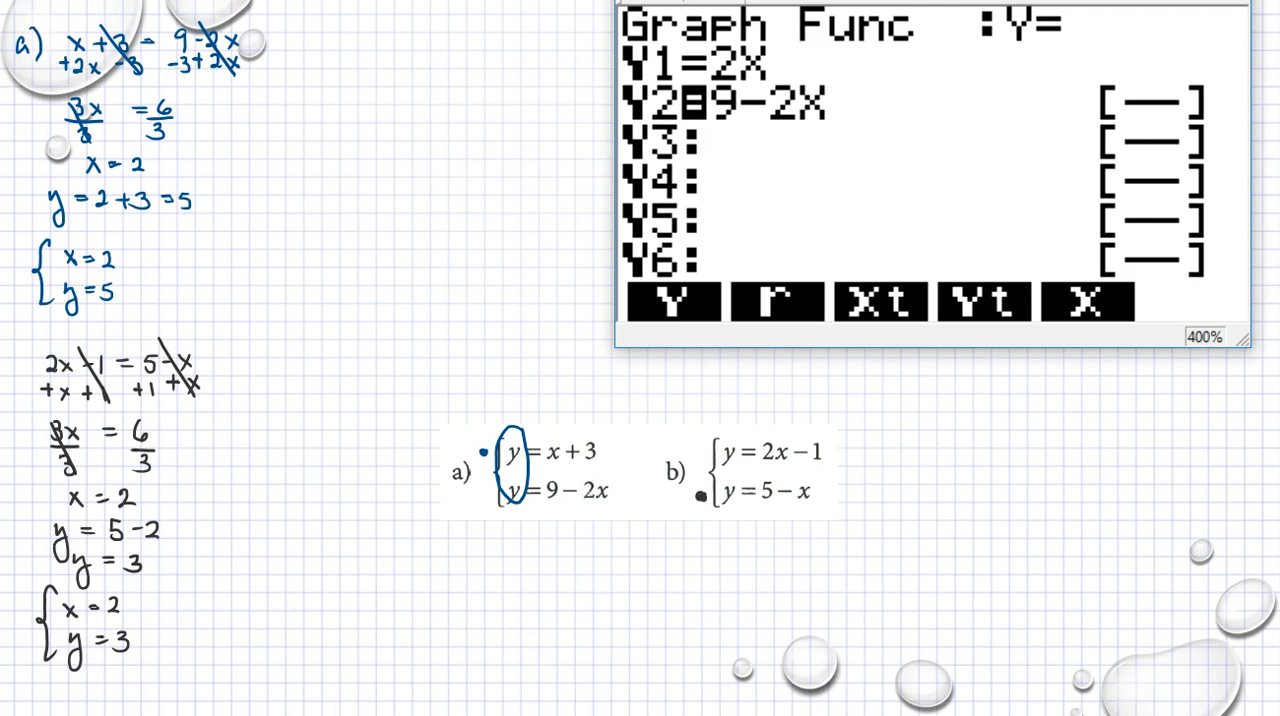 a) x + 3 = 9 - 2x
+2x - 3 -3 + 2x
3x/3 = 6/3
x = 2
y = 2 + 3 = 5
x = 2
y = 5
2x - 1 = 5 - x
+x + 1 +1 + x
3x/3 = 6/3
x = 2
y = 5 - 2
y = 3
x = 2
y = 3
Graph Func :Y=
Y1=2X
Y2=9-2X [—]
Y3: [—]
Y4: [—]
Y5: [—]
Y6: [—]
Y r Xt Yt X
400%
a) { y = x + 3
y = 9 − 2x
b) { y = 2x − 1
y = 5 − x